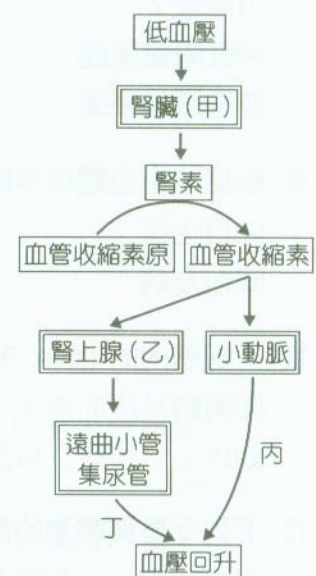 低血壓
腎臟(甲)
腎素
血管收縮素原
血管收縮素
腎上腺(乙)
小動脈
遠曲小管
集尿管
丙
丁
血壓回升